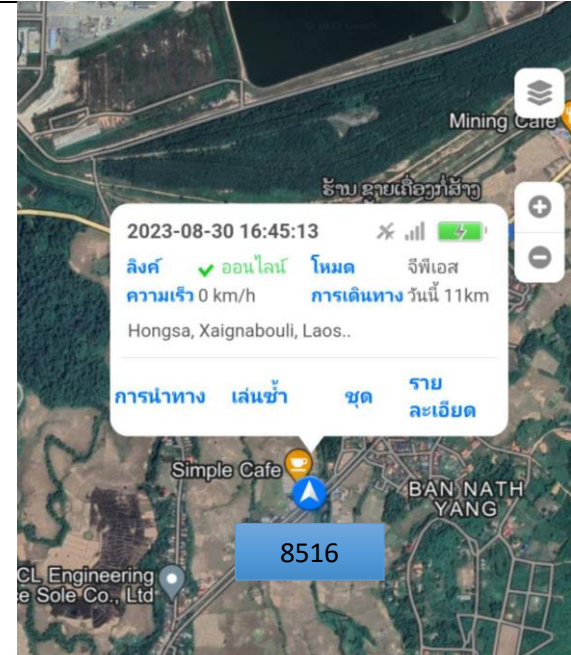 Mining Cafe
ຮ້ານ ຂາຍເຄື່ອງກໍ່ສ້າງ
2023-08-30 16:45:13
ลิงค์ ออนไลน์ โหมด จีพีเอส
ความเร็ว 0 km/h การเดินทาง วันนี้ 11km
Hongsa, Xaignabouli, Laos..
การนำทาง เล่นซ้ำ ชุด ราย
ละเอียด
Simple Cafe
BAN NATH
YANG
8516
CL Engineering
e Sole Co., Ltd